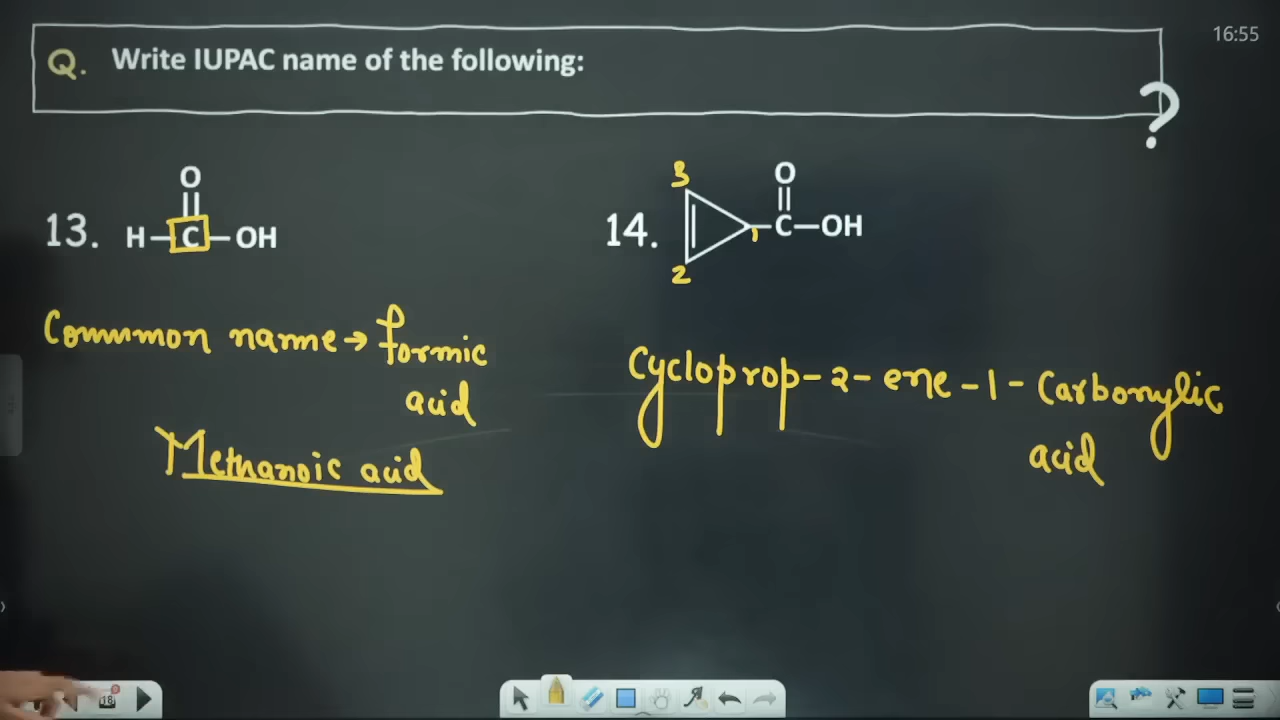 16:55
Q. Write IUPAC name of the following:
?
13. H–C–OH
O
14. C–OH
O
3
1
2
Common name → formic
acid
Methanoic acid
Cycloprop-2-ene-1-Carbonylic
acid
18